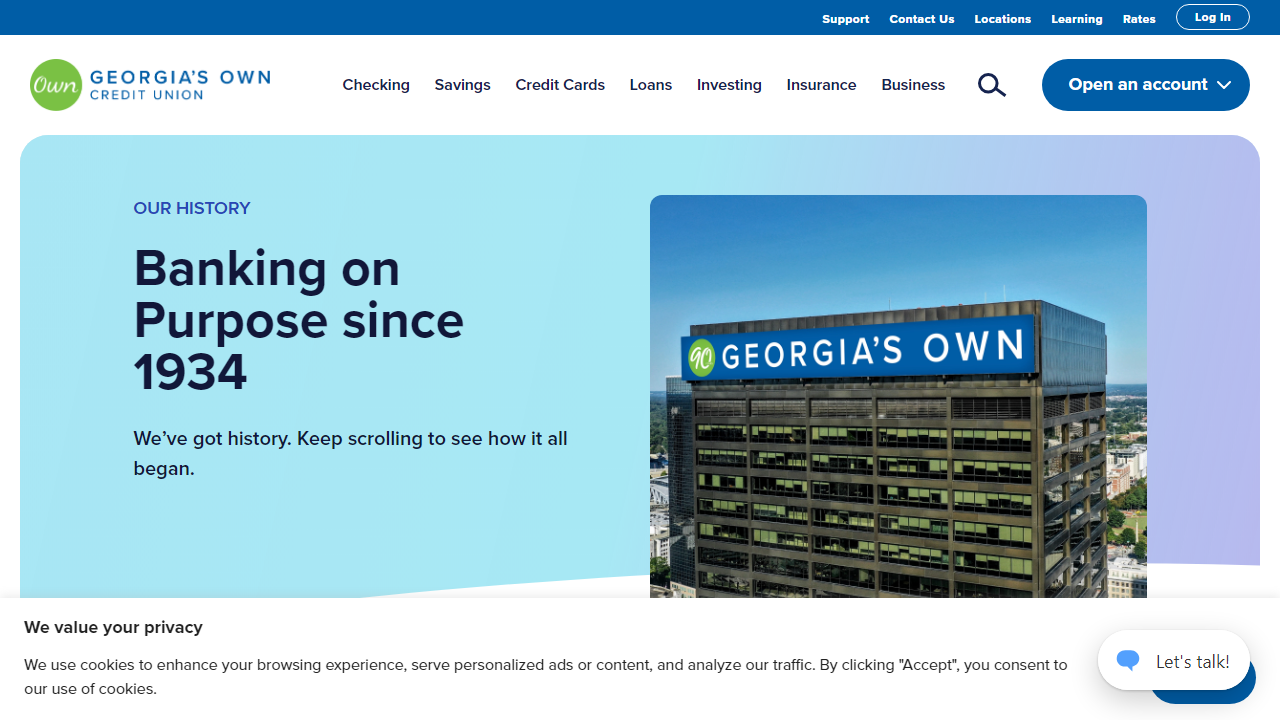 Support Contact Us Locations Learning Rates Log In
Own GEORGIA'S OWN
CREDIT UNION
Checking Savings Credit Cards Loans Investing Insurance Business Open an account
OUR HISTORY
Banking on
Purpose since
1934
We’ve got history. Keep scrolling to see how it all
began.
90 GEORGIA'S OWN
We value your privacy
We use cookies to enhance your browsing experience, serve personalized ads or content, and analyze our traffic. By clicking "Accept", you consent to
our use of cookies.
Let's talk!